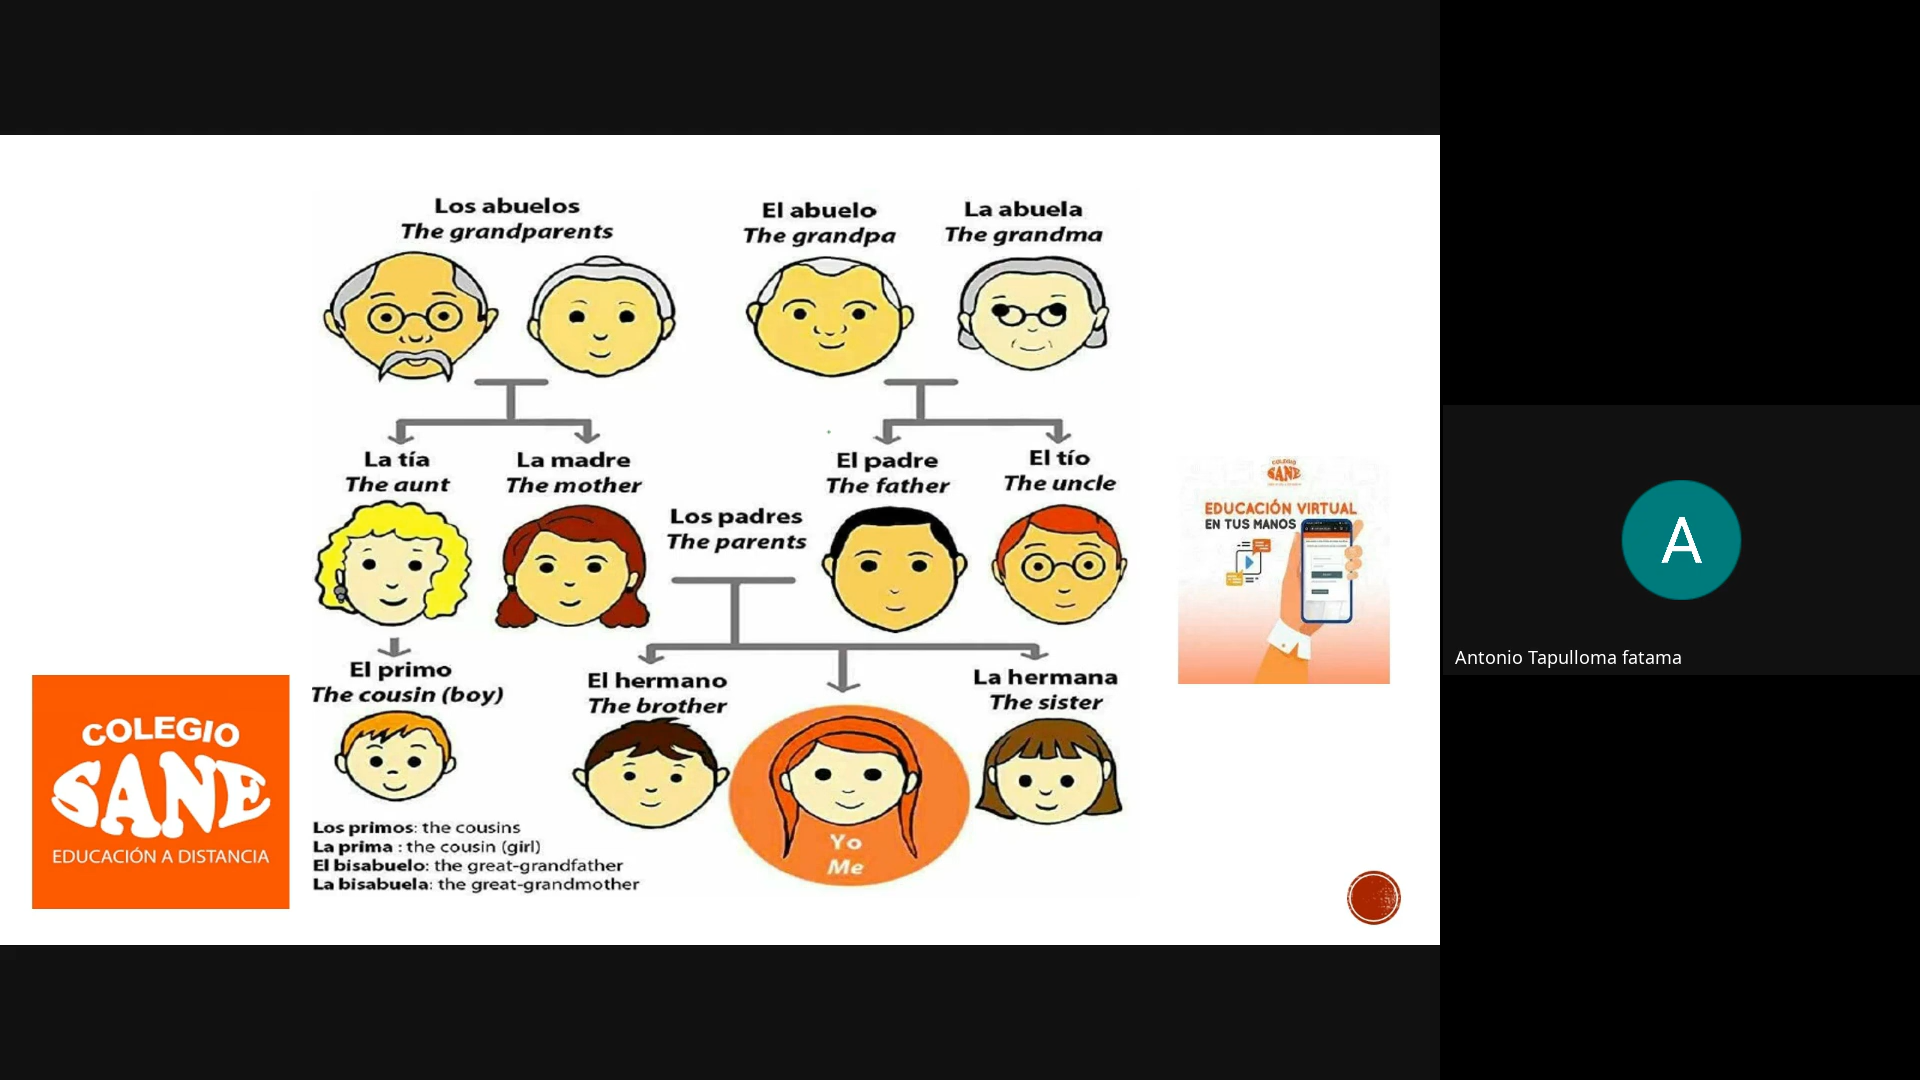 Los abuelos
The grandparents
El abuelo
The grandpa
La abuela
The grandma
La tía
The aunt
La madre
The mother
Los padres
The parents
El padre
The father
El tío
The uncle
El primo
The cousin (boy)
El hermano
The brother
Yo
Me
La hermana
The sister
Los primos: the cousins
La prima : the cousin (girl)
El bisabuelo: the great-grandfather
La bisabuela: the great-grandmother
COLEGIO
SANE
EDUCACIÓN A DISTANCIA
COLEGIO
SANE
EDUCACIÓN VIRTUAL
EN TUS MANOS
A
Antonio Tapulloma fatama